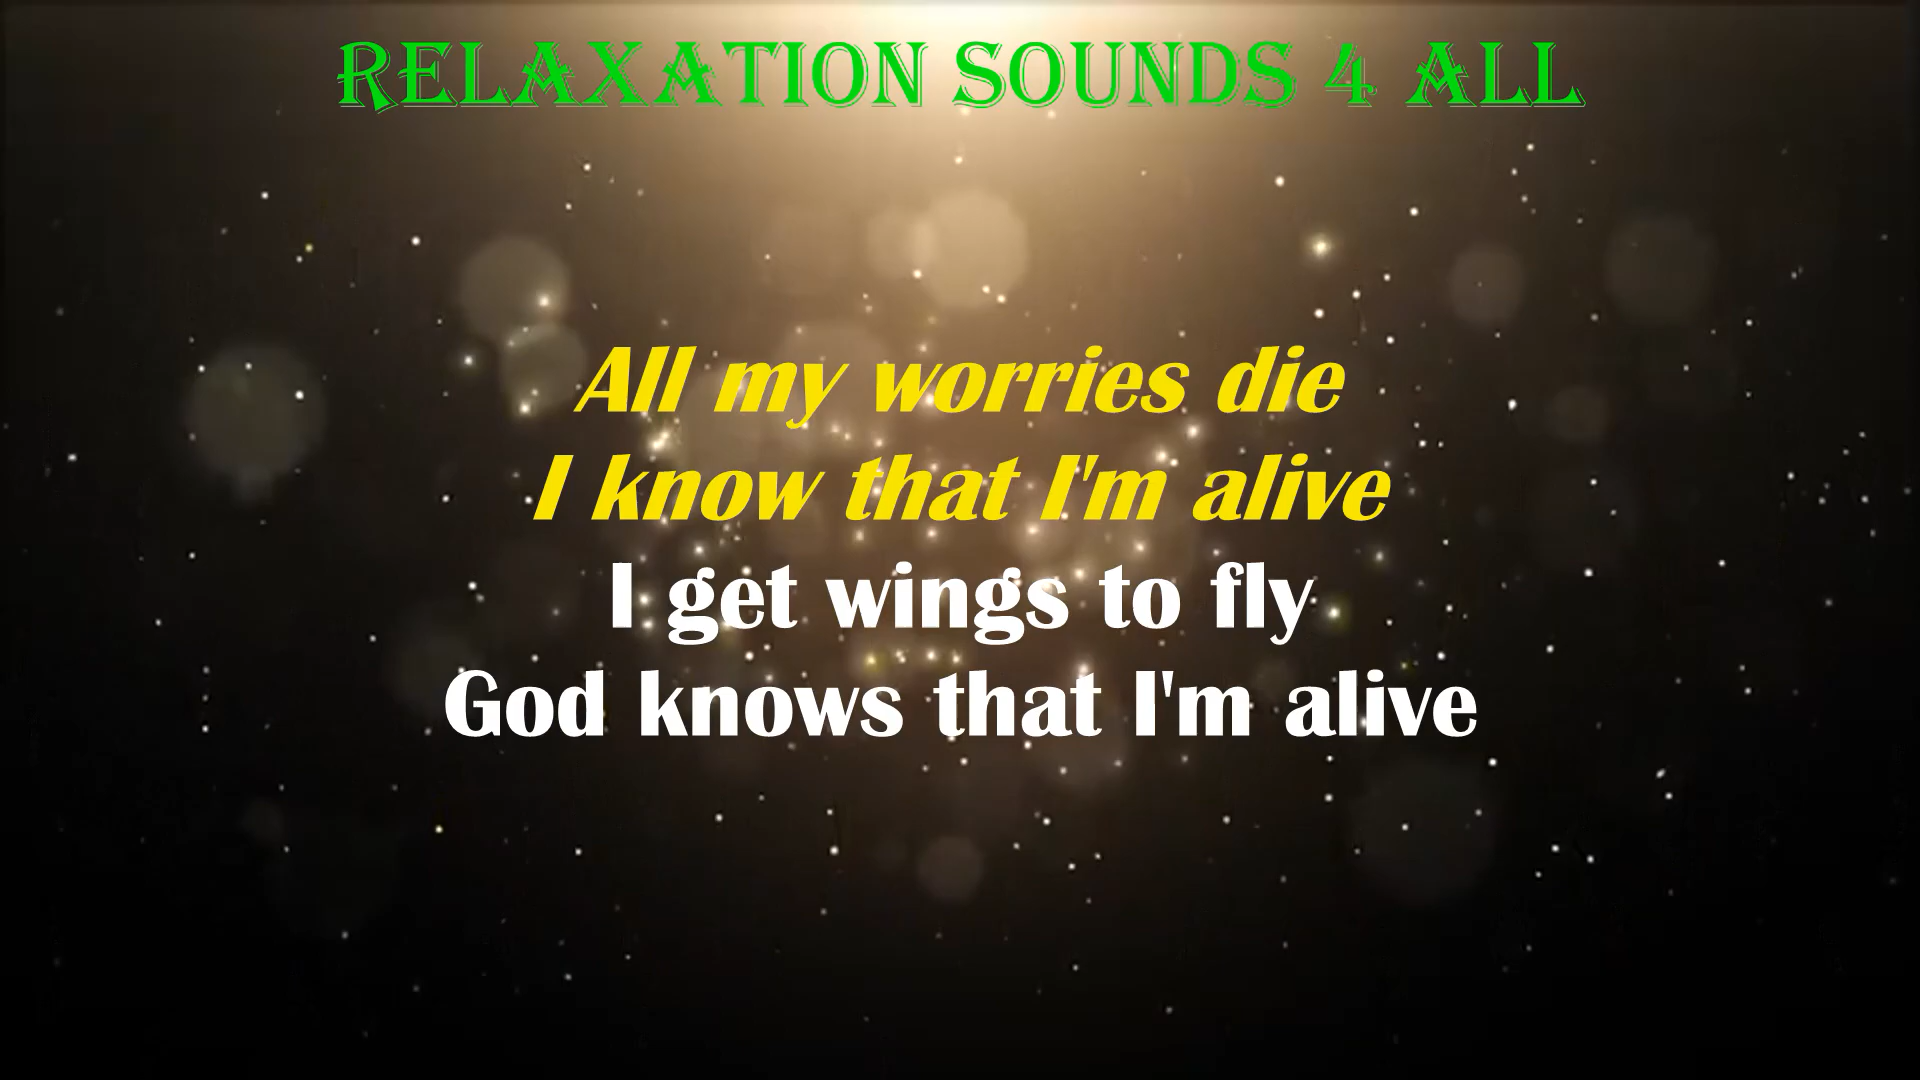 RELAXATION SOUNDS 4 ALL
All my worries die
I know that I'm alive
I get wings to fly
God knows that I'm alive